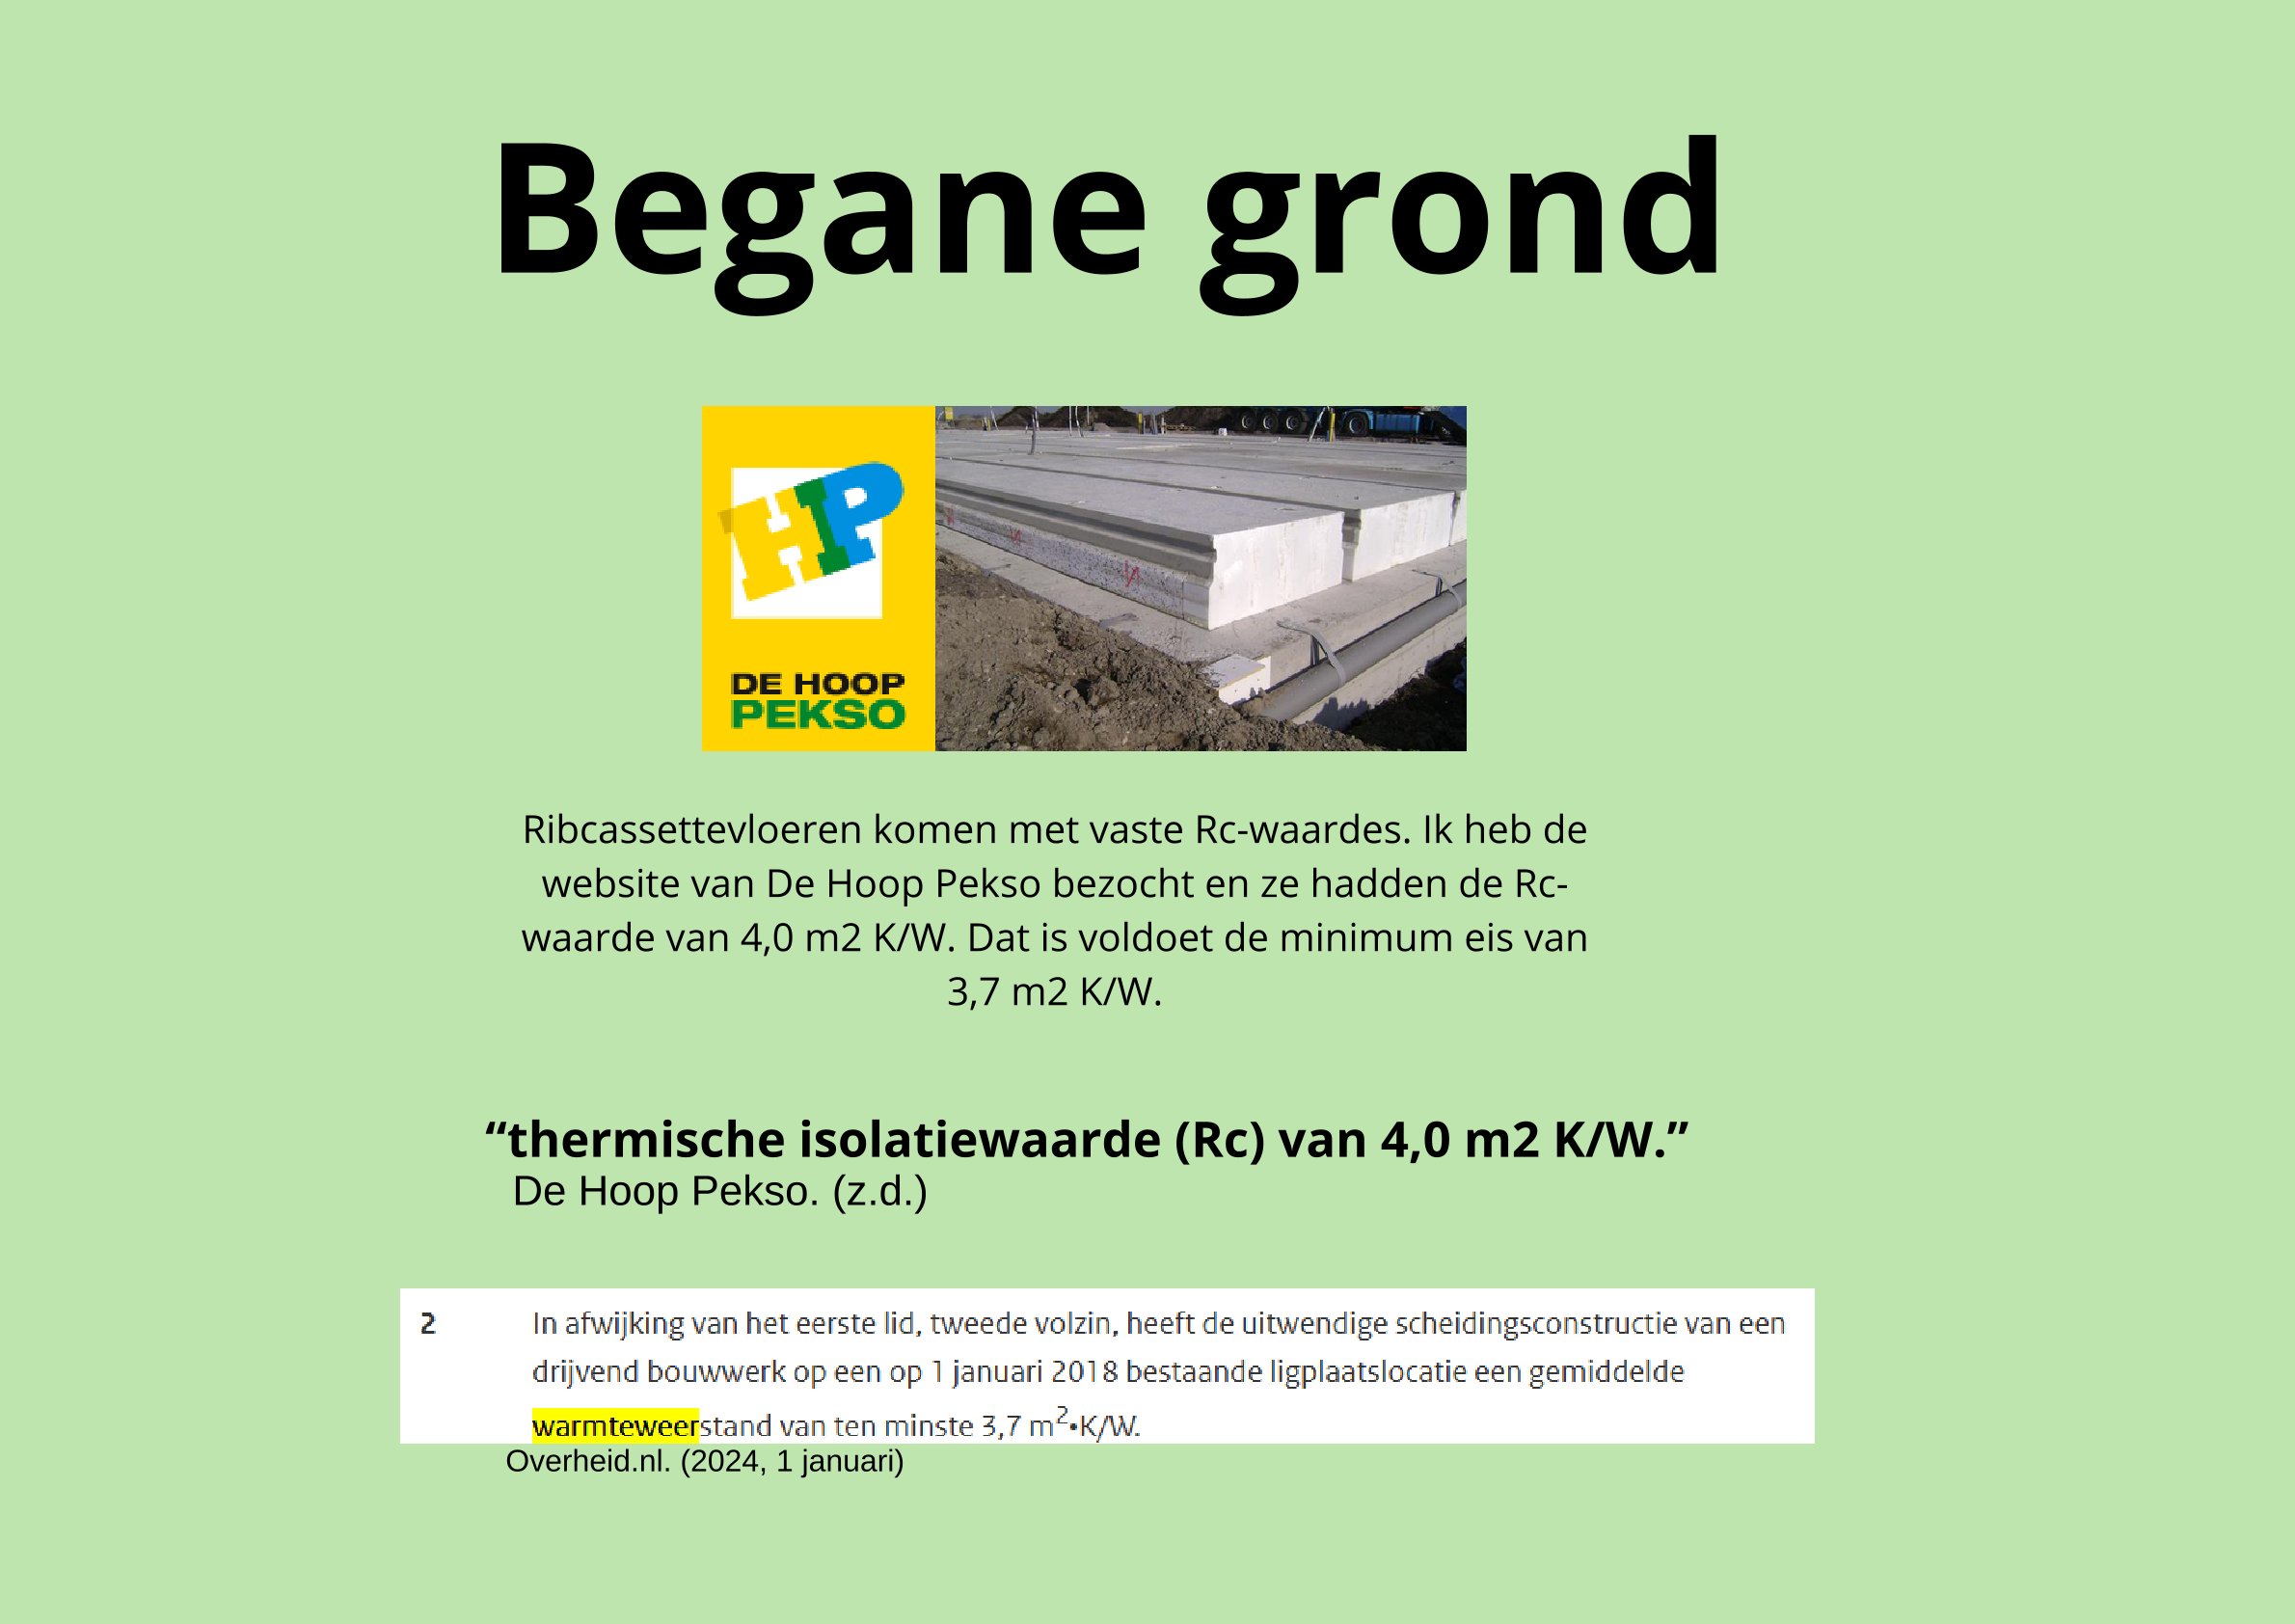 Begane grond
HP
DE HOOP
PEKSO
Ribcassettevloeren komen met vaste Rc-waardes. Ik heb de
website van De Hoop Pekso bezocht en ze hadden de Rc-
waarde van 4,0 m2 K/W. Dat is voldoet de minimum eis van
3,7 m2 K/W.
“thermische isolatiewaarde (Rc) van 4,0 m2 K/W.”
De Hoop Pekso. (z.d.)
2 In afwijking van het eerste lid, tweede volzin, heeft de uitwendige scheidingsconstructie van een
drijvend bouwwerk op een op 1 januari 2018 bestaande ligplaatslocatie een gemiddelde
warmteweerstand van ten minste 3,7 m²•K/W.
Overheid.nl. (2024, 1 januari)